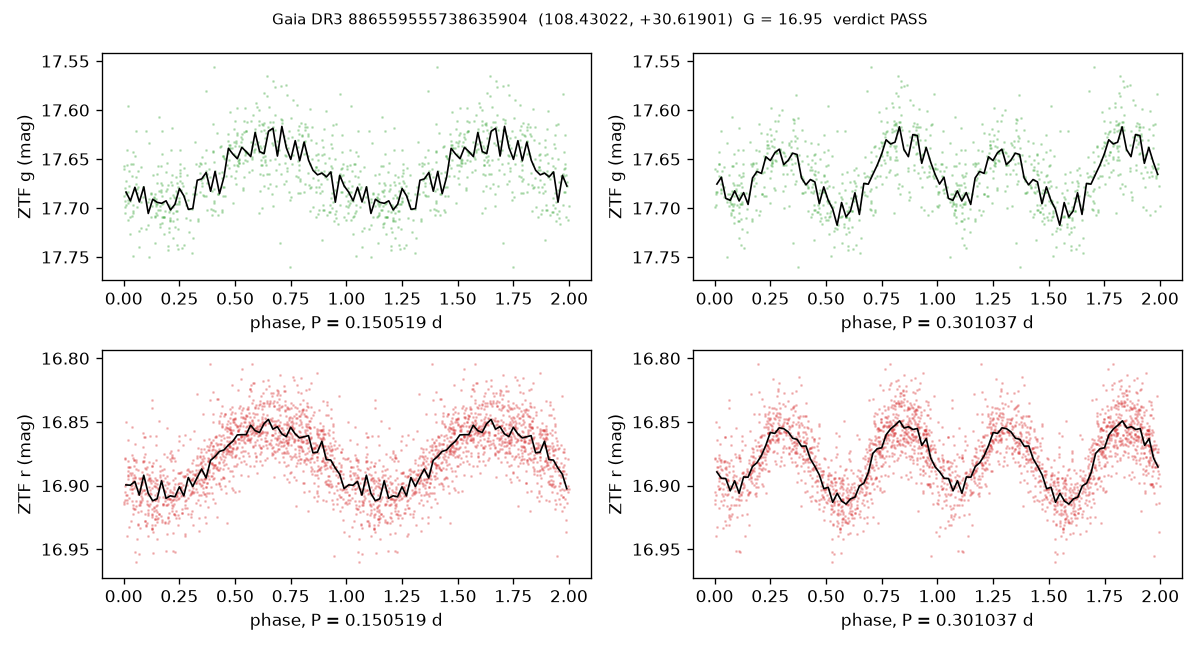 Gaia DR3 886559555738635904  (108.43022, +30.61901)  G = 16.95  verdict PASS
ZTF g (mag)
17.55
17.60
17.65
17.70
17.75
0.00 0.25 0.50 0.75 1.00 1.25 1.50 1.75 2.00
phase, P = 0.150519 d
ZTF g (mag)
17.55
17.60
17.65
17.70
17.75
0.00 0.25 0.50 0.75 1.00 1.25 1.50 1.75 2.00
phase, P = 0.301037 d
ZTF r (mag)
16.80
16.85
16.90
16.95
0.00 0.25 0.50 0.75 1.00 1.25 1.50 1.75 2.00
phase, P = 0.150519 d
ZTF r (mag)
16.80
16.85
16.90
16.95
0.00 0.25 0.50 0.75 1.00 1.25 1.50 1.75 2.00
phase, P = 0.301037 d